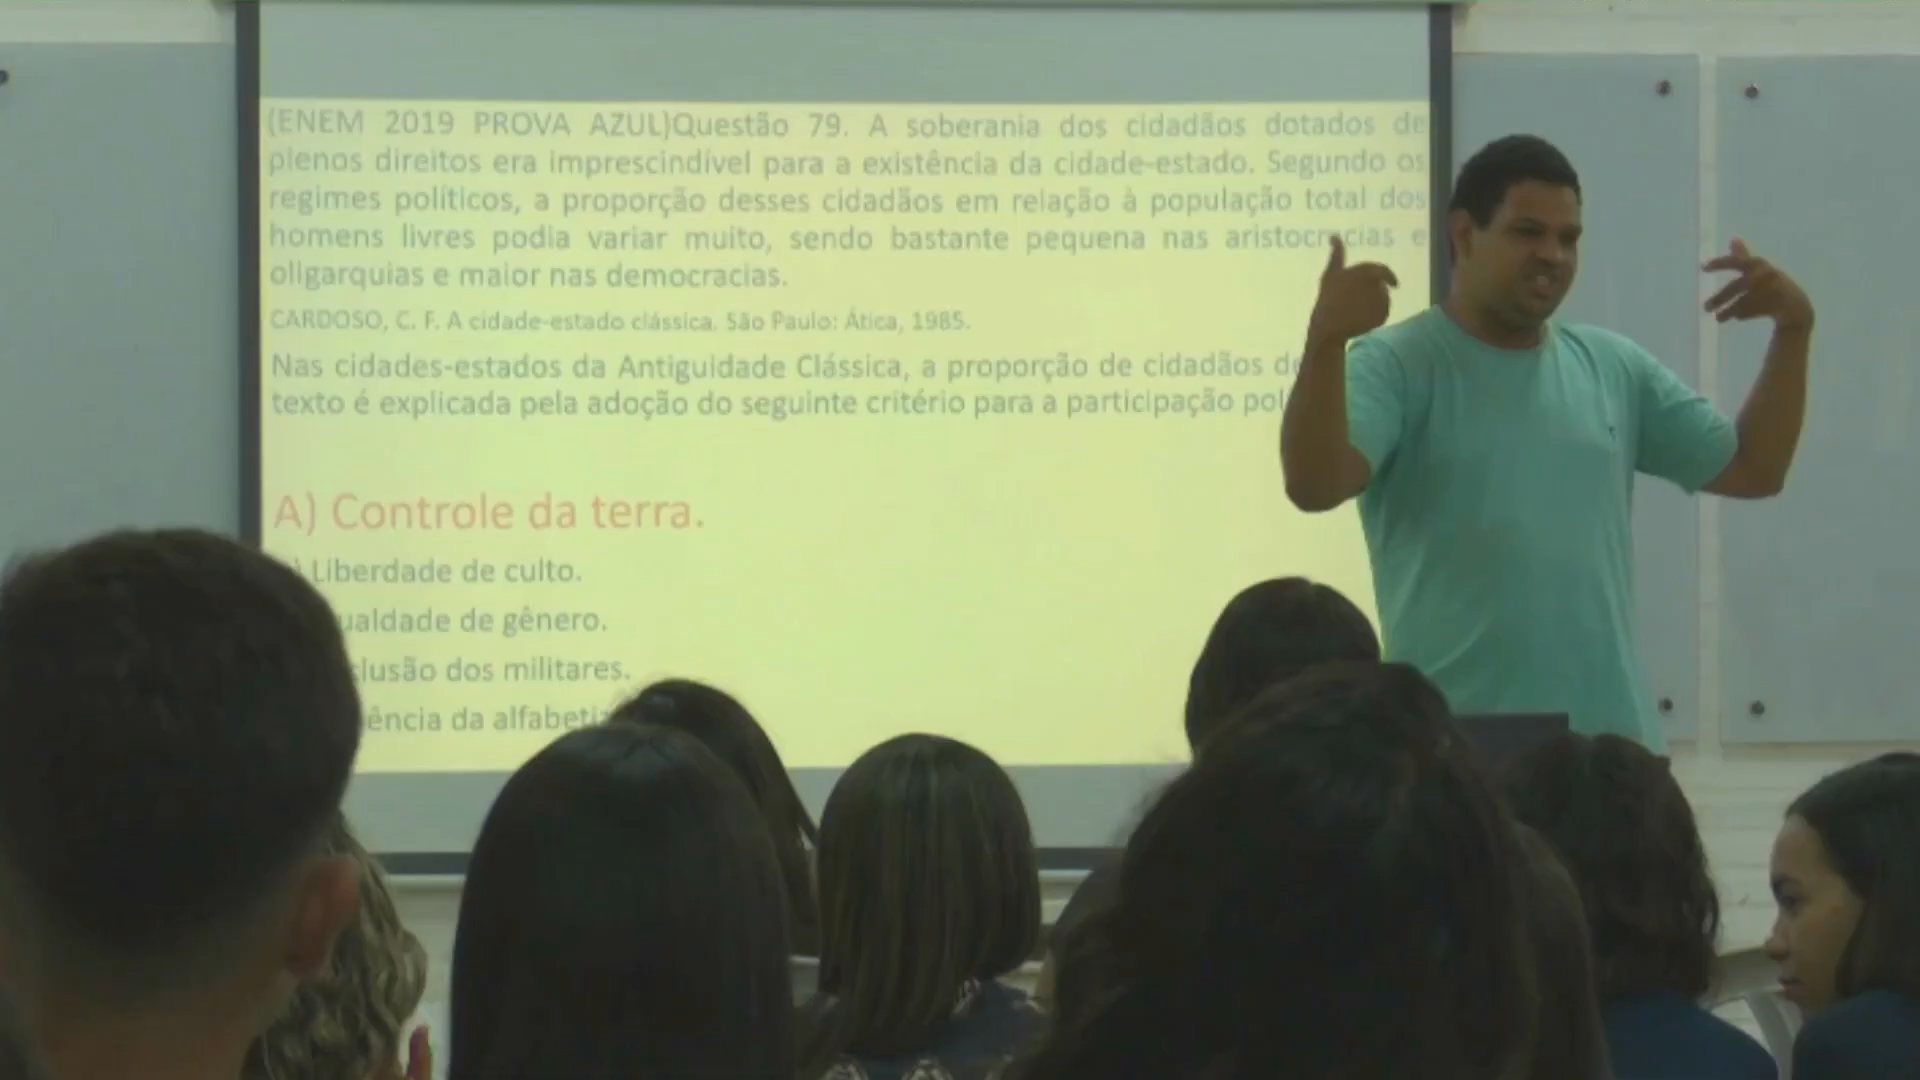 (ENEM 2019 PROVA AZUL)Questão 79. A soberania dos cidadãos dotados de
plenos direitos era imprescindível para a existência da cidade-estado. Segundo os
regimes políticos, a proporção desses cidadãos em relação à população total dos
homens livres podia variar muito, sendo bastante pequena nas aristocracias e
oligarquias e maior nas democracias.
CARDOSO, C. F. A cidade-estado clássica. São Paulo: Ática, 1985.
Nas cidades-estados da Antiguidade Clássica, a proporção de cidadãos
texto é explicada pela adoção do seguinte critério para a participação
A) Controle da terra.
Liberdade de culto.
de gênero.
dos militares.
da